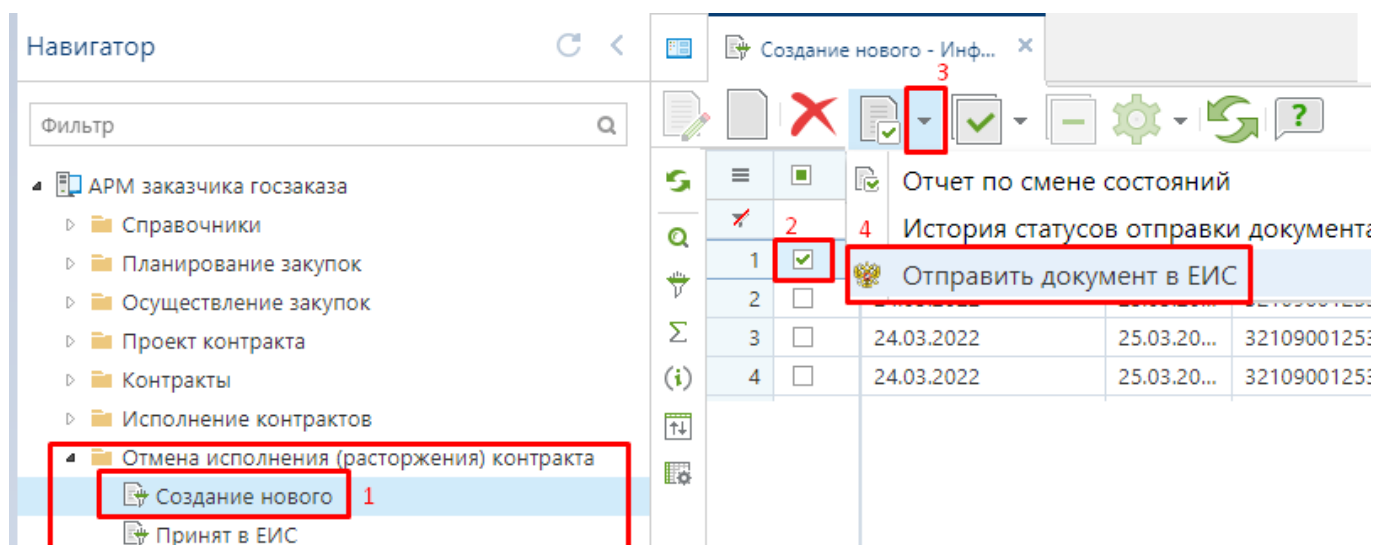 Навигатор
Фильтр
АРМ заказчика госзаказа
Справочники
Планирование закупок
Осуществление закупок
Проект контракта
Контракты
Исполнение контрактов
Отмена исполнения (расторжения) контракта
Создание нового 1
Принят в ЕИС
Создание нового - Инф...
3
Отчет по смене состояний
2 4 История статусов отправки документа
1 Отправить документ в ЕИС
2
3 24.03.2022 25.03.20... 32109001253
4 24.03.2022 25.03.20... 32109001253